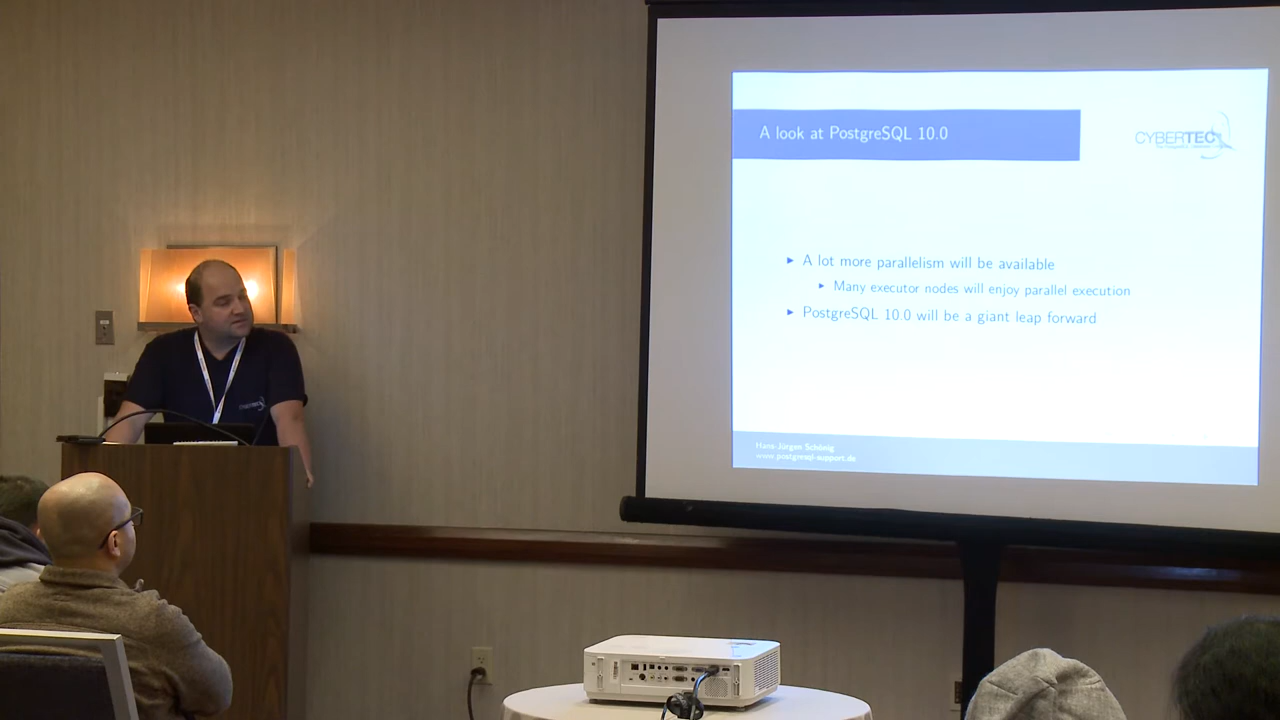 A look at PostgreSQL 10.0
CYBERTEC
A lot more parallelism will be available
Many executor nodes will enjoy parallel execution
PostgreSQL 10.0 will be a giant leap forward
Hans-Jürgen Schönig
www.postgresql-support.de
CYBERTEC